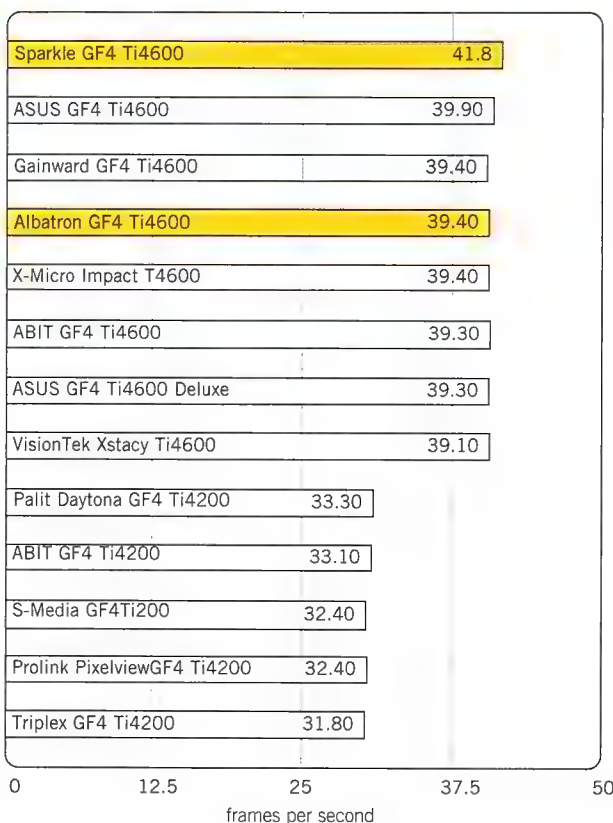 Sparkle GF4 Ti4600 41.8
ASUS GF4 Ti4600 39.90
Gainward GF4 Ti4600 39.40
Albatron GF4 Ti4600 39.40
X-Micro Impact T4600 39.40
ABIT GF4 Ti4600 39.30
ASUS GF4 Ti4600 Deluxe 39.30
VisionTek Xstacy Ti4600 39.10
Palit Daytona GF4 Ti4200 33.30
ABIT GF4 Ti4200 33.10
S-Media GF4Ti200 32.40
Prolink PixelviewGF4 Ti4200 32.40
Triplex GF4 Ti4200 31.80
0 12.5 25 37.5 50
frames per second